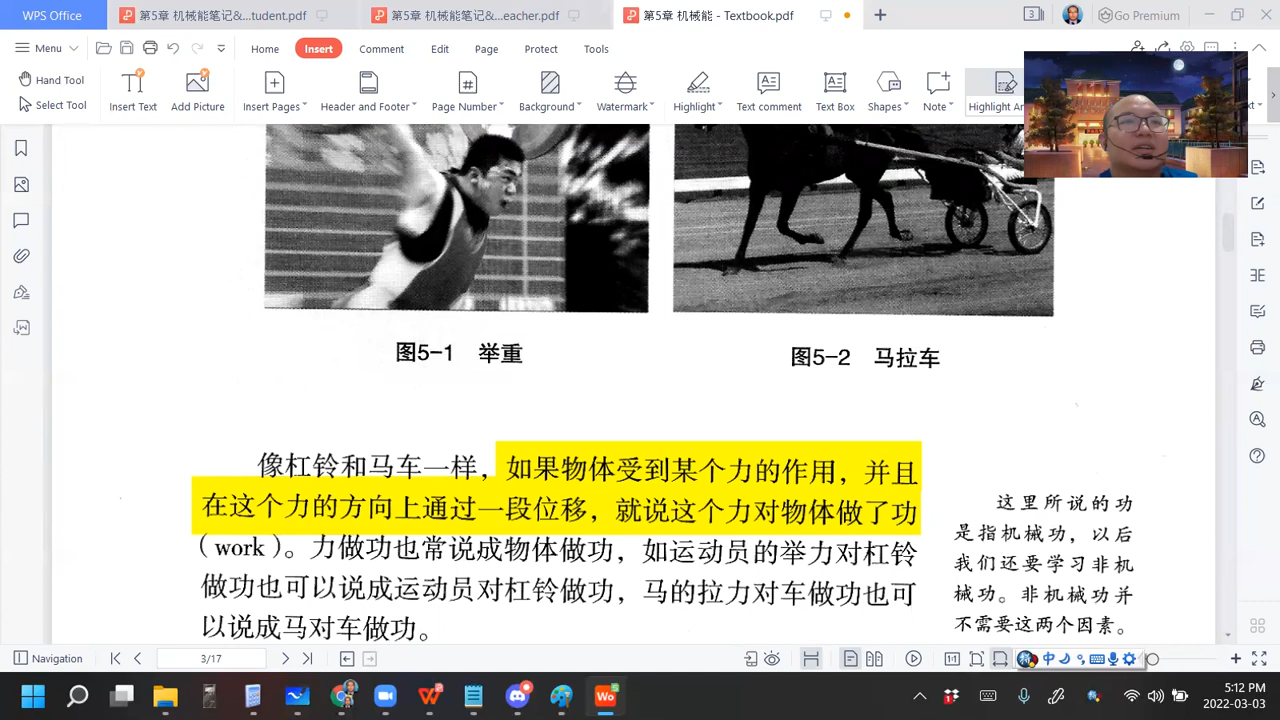 WPS Office
第5章 机械能笔记&...tudent.pdf
第5章 机械能笔记&...eacher.pdf
第5章 机械能 - Textbook.pdf
3
Go Premium
Menu
Home
Insert
Comment
Edit
Page
Protect
Tools
Hand Tool
Select Tool
Insert Text
Add Picture
Insert Pages
Header and Footer
Page Number
Background
Watermark
Highlight
Text comment
Text Box
Shapes
Note
Highlight Ar
图5-1 举重
图5-2 马拉车
像杠铃和马车一样，如果物体受到某个力的作用，并且
在这个力的方向上通过一段位移，就说这个力对物体做了功
（work）。力做功也常说成物体做功，如运动员的举力对杠铃
做功也可以说成运动员对杠铃做功，马的拉力对车做功也可
以说成马对车做功。
这里所说的功
是指机械功，以后
我们还要学习非机
械功。非机械功并
不需要这两个因素。
Navigation
3/17
中
5:12 PM
2022-03-03